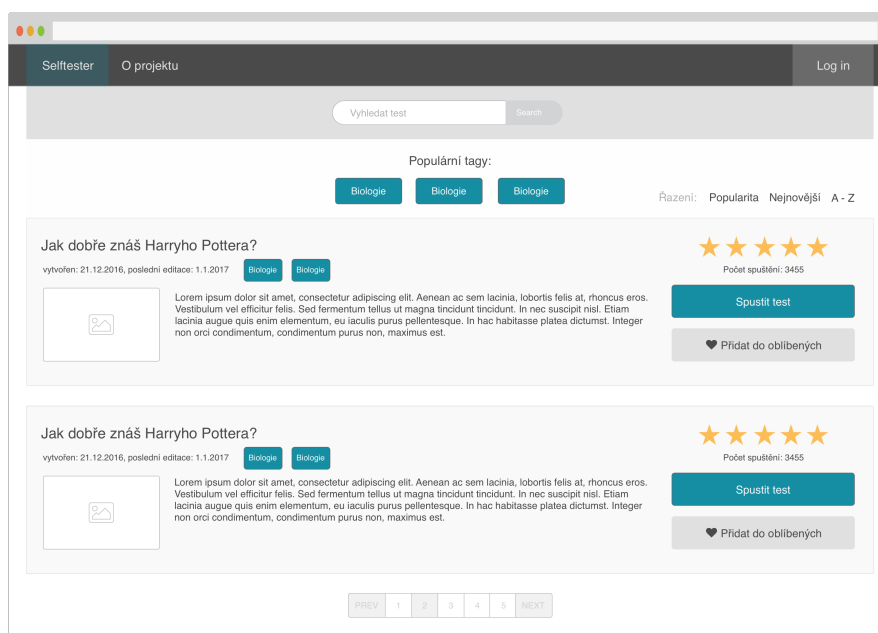 Selftester O projektu Log in
Vyhledat test Search
Populární tagy:
Biologie Biologie Biologie
Řazení: Popularita Nejnovější A - Z
Jak dobře znáš Harryho Pottera?
vytvořen: 21.12.2016, poslední editace: 1.1.2017 Biologie Biologie
Lorem ipsum dolor sit amet, consectetur adipiscing elit. Aenean ac sem lacinia, lobortis felis at, rhoncus eros.
Vestibulum vel efficitur felis. Sed fermentum tellus ut magna tincidunt tincidunt. In nec suscipit nisl. Etiam
lacinia augue quis enim elementum, eu iaculis purus pellentesque. In hac habitasse platea dictumst. Integer
non orci condimentum, condimentum purus non, maximus est.
Počet spuštění: 3455
Spustit test
Přidat do oblíbených
Jak dobře znáš Harryho Pottera?
vytvořen: 21.12.2016, poslední editace: 1.1.2017 Biologie Biologie
Lorem ipsum dolor sit amet, consectetur adipiscing elit. Aenean ac sem lacinia, lobortis felis at, rhoncus eros.
Vestibulum vel efficitur felis. Sed fermentum tellus ut magna tincidunt tincidunt. In nec suscipit nisl. Etiam
lacinia augue quis enim elementum, eu iaculis purus pellentesque. In hac habitasse platea dictumst. Integer
non orci condimentum, condimentum purus non, maximus est.
Počet spuštění: 3455
Spustit test
Přidat do oblíbených
PREV 1 2 3 4 5 NEXT